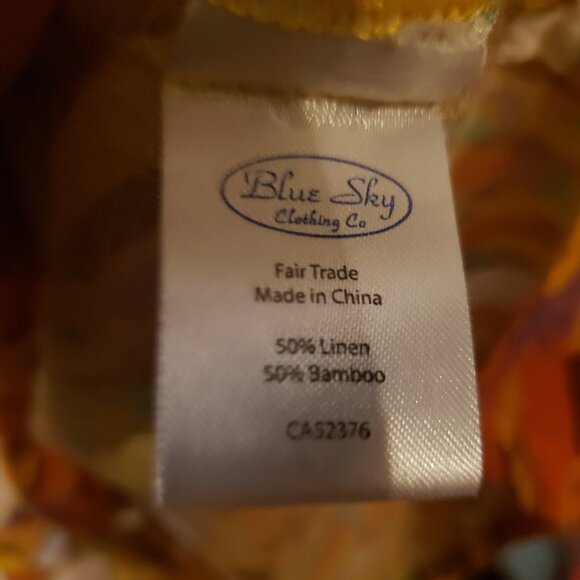 Blue Sky
Clothing Co
Fair Trade
Made in China
50% Linen
50% Bamboo
CA52376